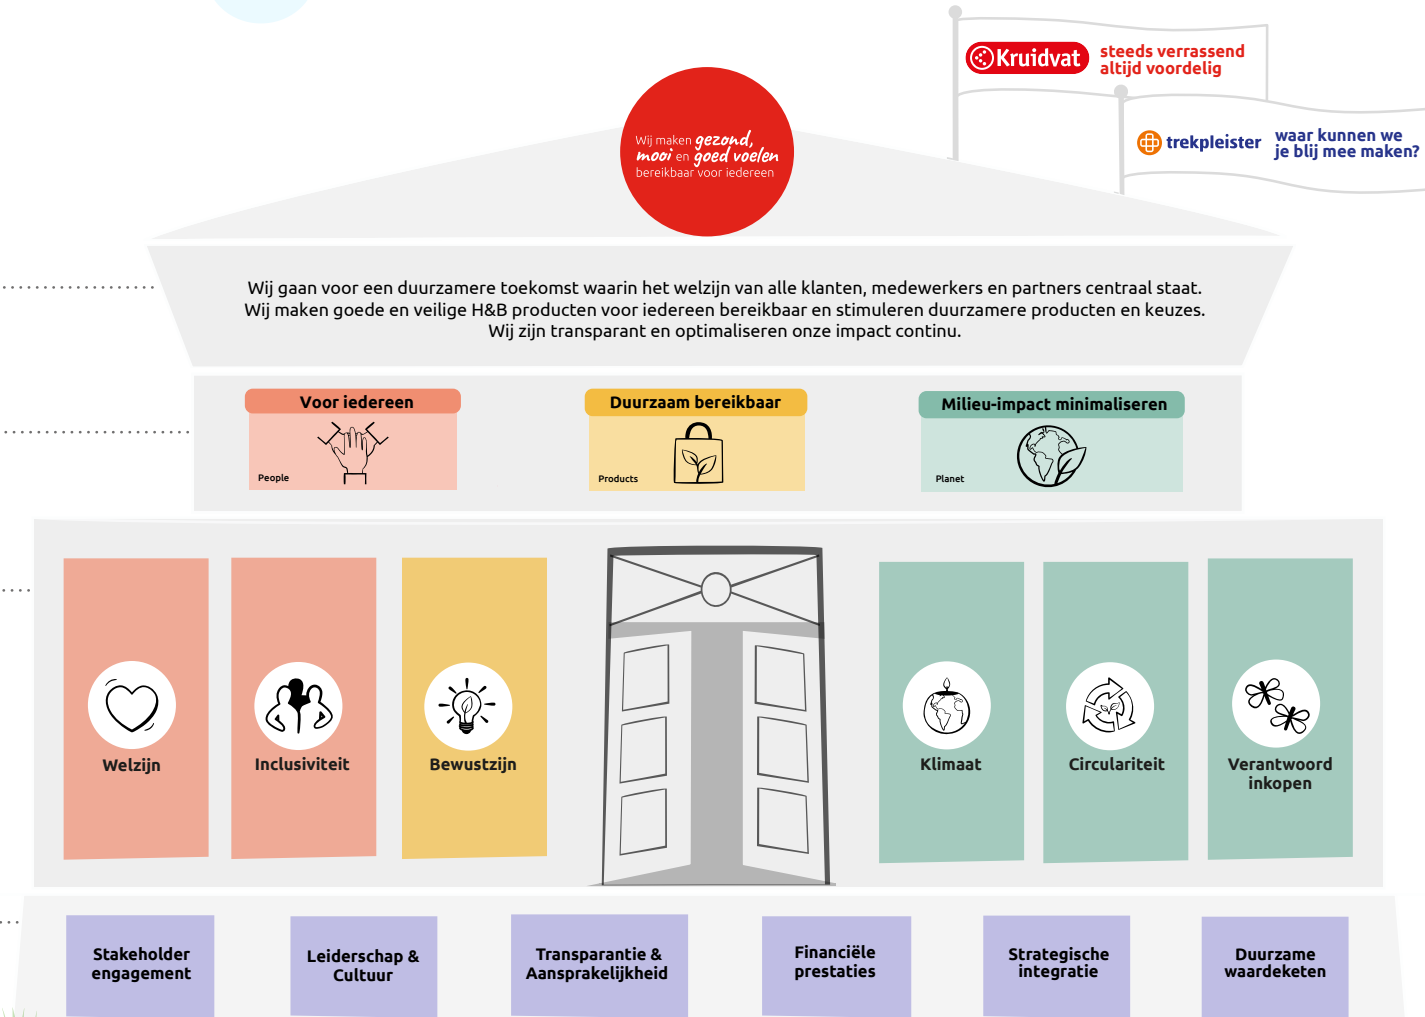 Kruidvat
steeds verrassend
altijd voordelig
trekpleister
waar kunnen we
je blij mee maken?
Wij maken gezond,
mooi en goed voelen
bereikbaar voor iedereen
Wij gaan voor een duurzamere toekomst waarin het welzijn van alle klanten, medewerkers en partners centraal staat.
Wij maken goede en veilige H&B producten voor iedereen bereikbaar en stimuleren duurzamere producten en keuzes.
Wij zijn transparant en optimaliseren onze impact continu.
Voor iedereen
People
Duurzaam bereikbaar
Products
Milieu-impact minimaliseren
Planet
Welzijn
Inclusiviteit
Bewustzijn
Klimaat
Circulariteit
Verantwoord
inkopen
Stakeholder
engagement
Leiderschap &
Cultuur
Transparantie &
Aansprakelijkheid
Financiële
prestaties
Strategische
integratie
Duurzame
waardeketen